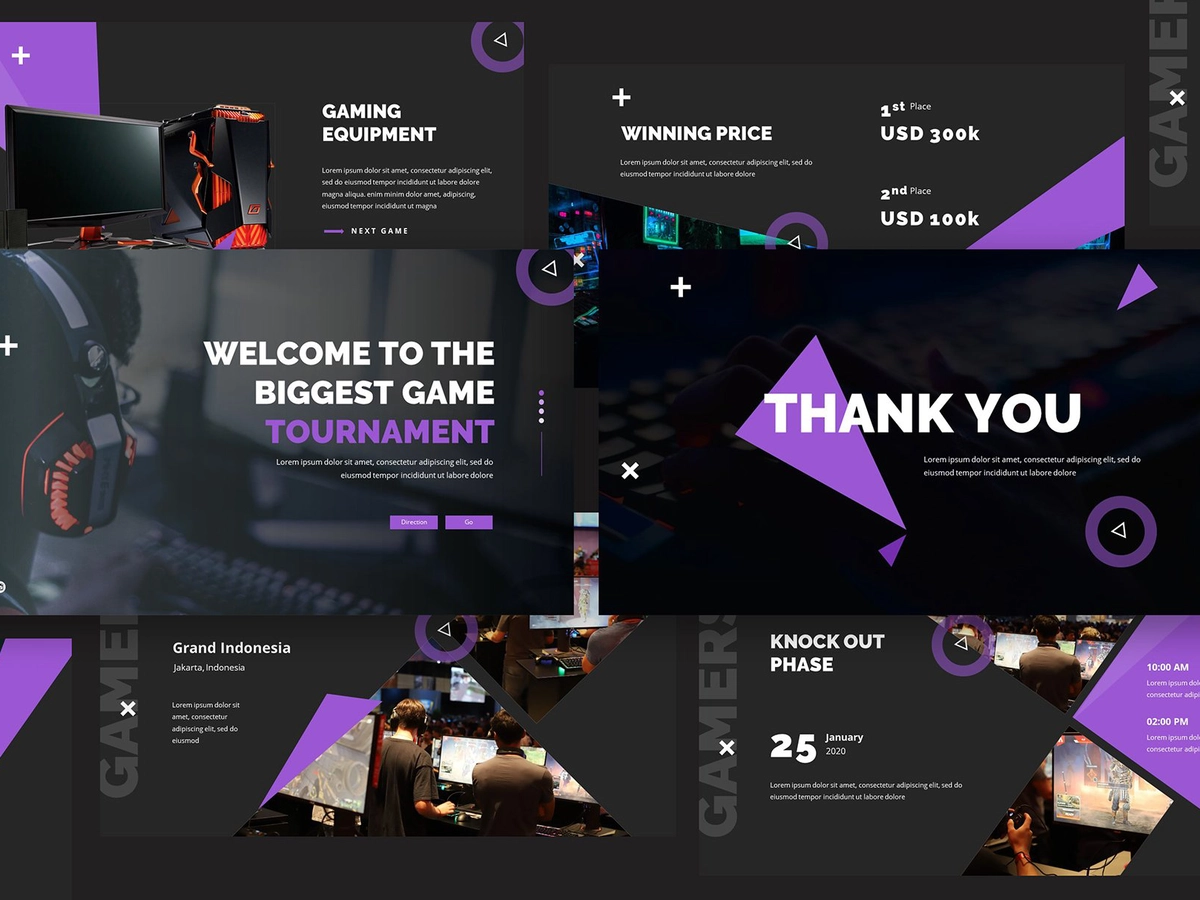 GAMING
EQUIPMENT
Lorem ipsum dolor sit amet, consectetur adipiscing elit,
sed do eiusmod tempor incididunt ut labore dolore
magna aliqua. enim minim dolor amet, adipiscing,
eiusmod tempor incididunt ut magna
NEXT GAME
WINNING PRICE
Lorem ipsum dolor sit amet, consectetur adipiscing elit, sed do
eiusmod tempor incididunt ut labore dolore
1st Place
USD 300k
2nd Place
USD 100k
GAMER
WELCOME TO THE
BIGGEST GAME
TOURNAMENT
Lorem ipsum dolor sit amet, consectetur adipiscing elit, sed do
eiusmod tempor incididunt ut labore dolore
Direction
Go
THANK YOU
Lorem ipsum dolor sit amet, consectetur adipiscing elit, sed do
eiusmod tempor incididunt ut labore dolore
GAME
Grand Indonesia
Jakarta, Indonesia
Lorem ipsum dolor sit
amet, consectetur
adipiscing elit, sed do
eiusmod
GAMERS
KNOCK OUT
PHASE
25 January
2020
Lorem ipsum dolor sit amet, consectetur adipiscing elit, sed do
eiusmod tempor incididunt ut labore dolore
10:00 AM
Lorem ipsum
consectetur
02:00 PM
Lorem ipsum
consectetur